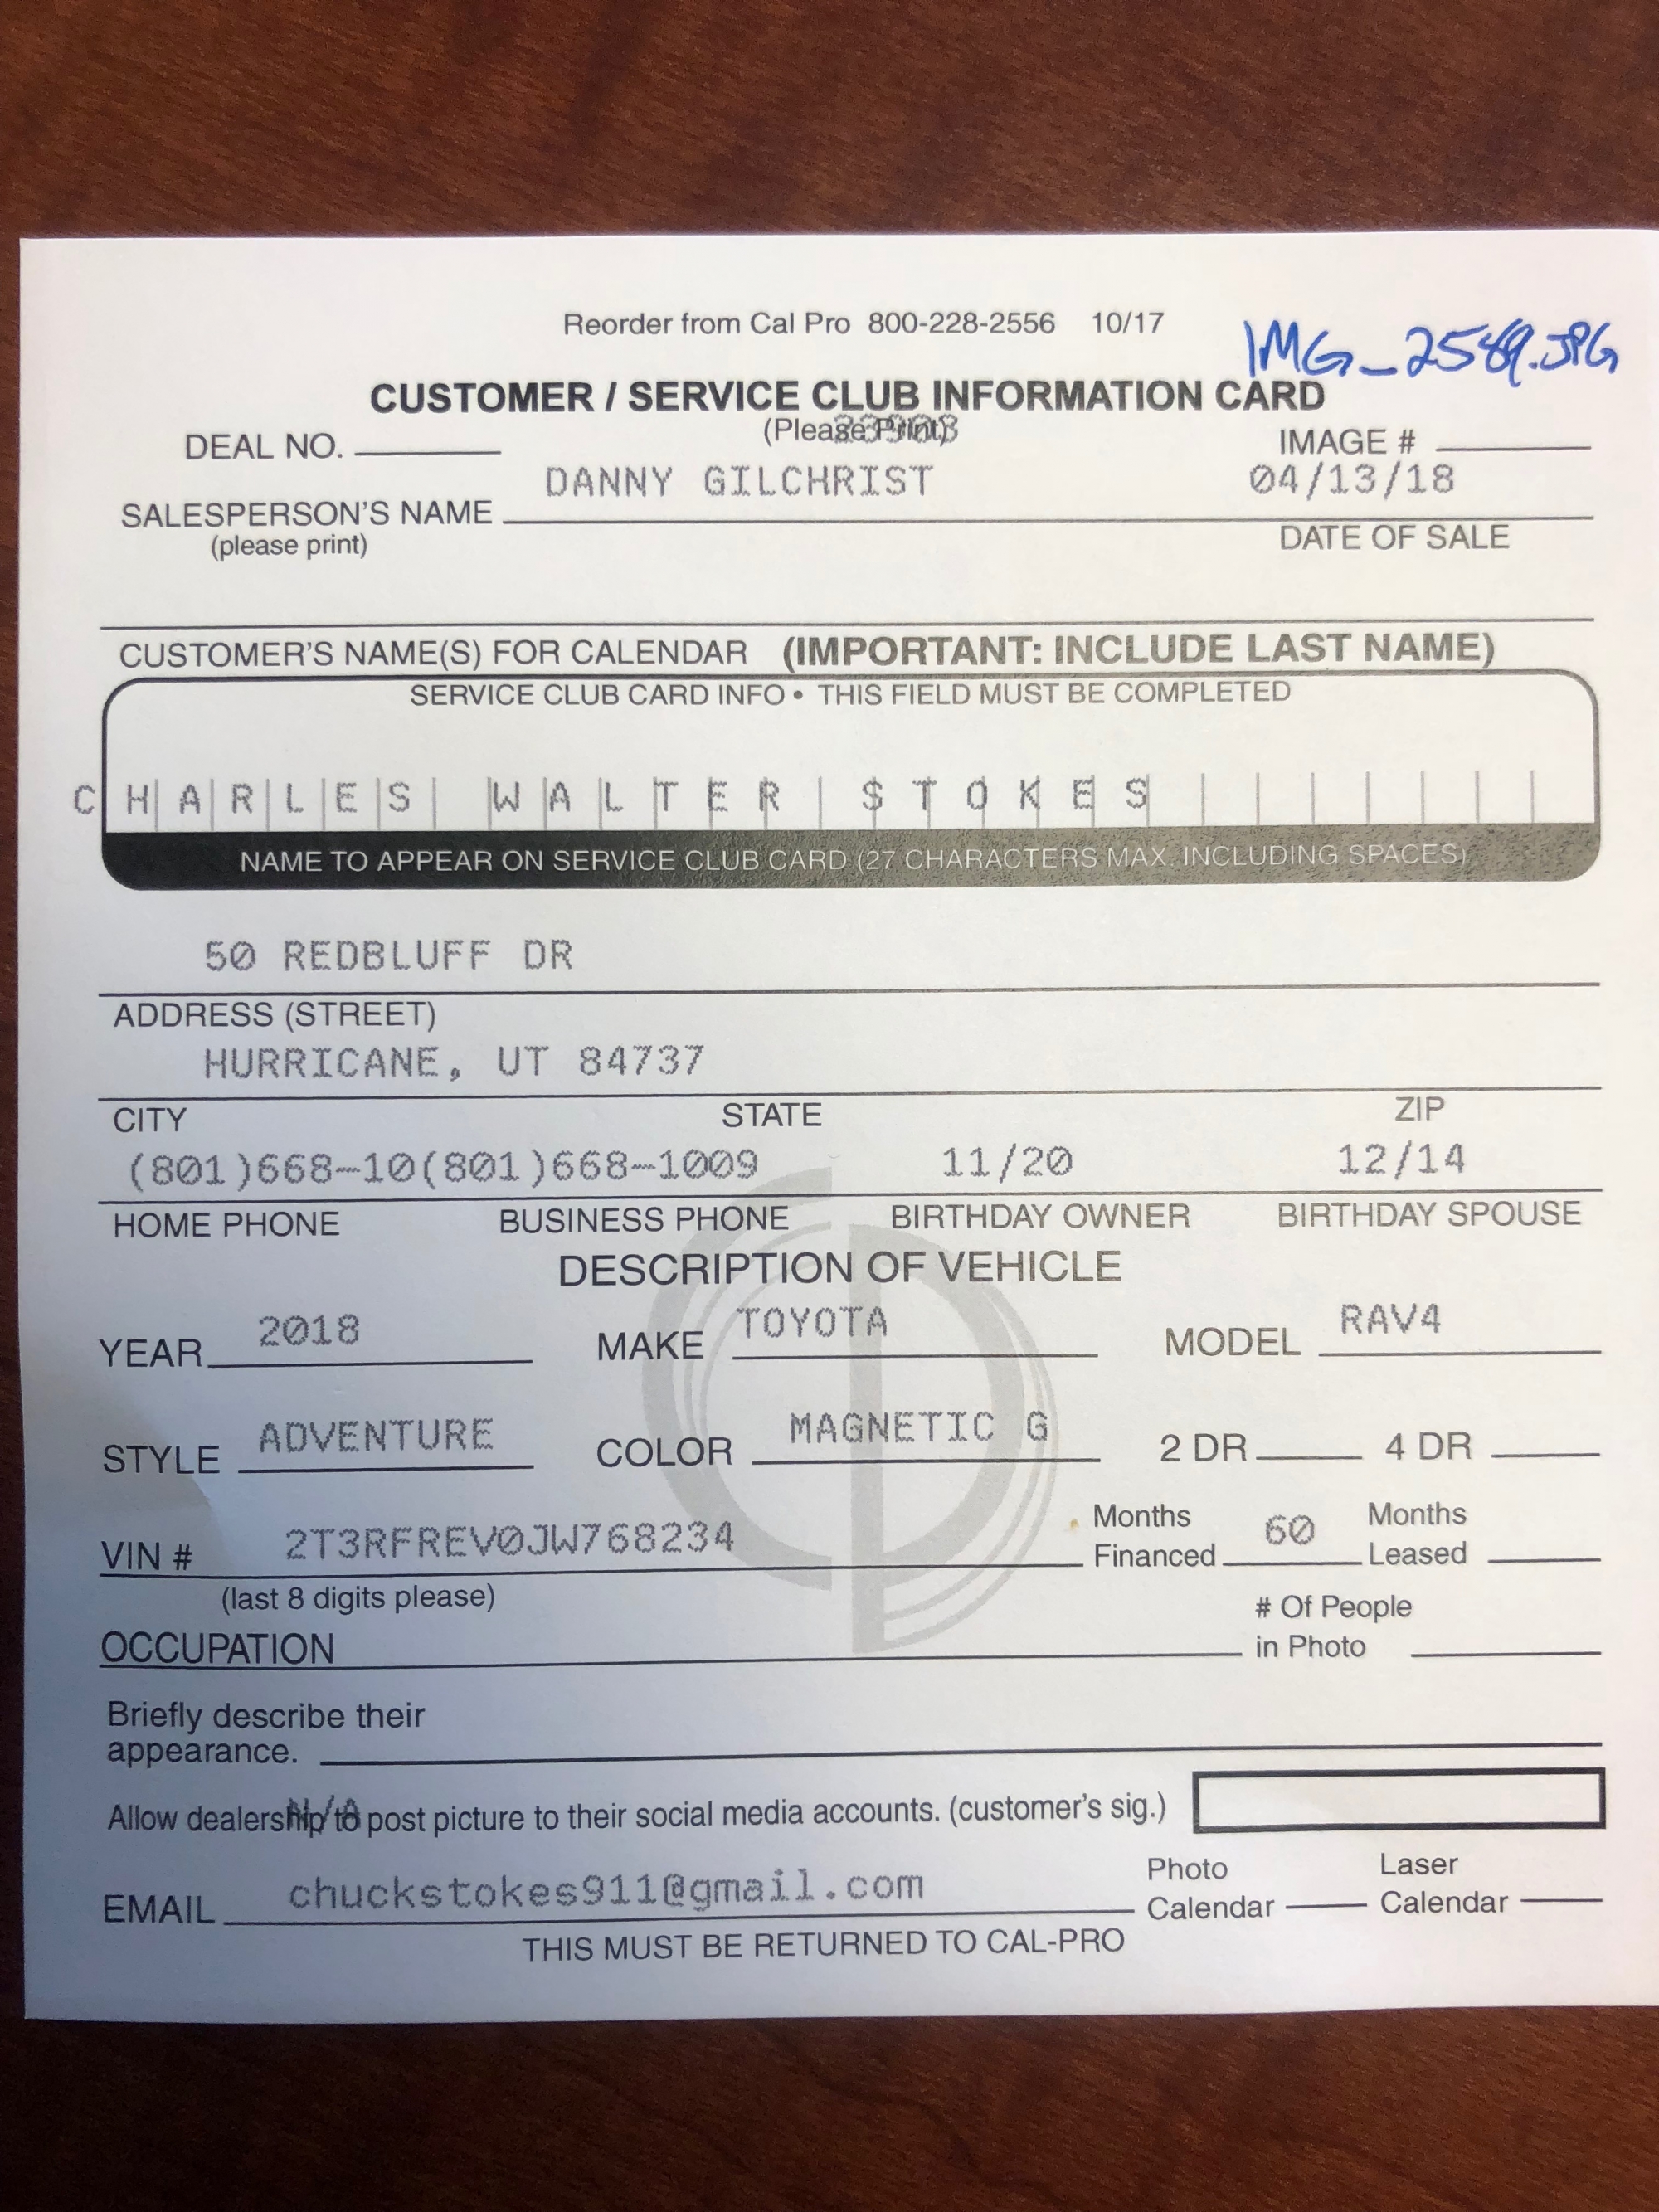 Reorder from Cal Pro 800-228-2556 10/17
CUSTOMER / SERVICE CLUB INFORMATION CARD
(Please Print)
DEAL NO.
IMAGE #
DANNY GILCHRIST 04/13/18
SALESPERSON'S NAME
DATE OF SALE
(please print)
CUSTOMER'S NAME(S) FOR CALENDAR (IMPORTANT: INCLUDE LAST NAME)
SERVICE CLUB CARD INFO • THIS FIELD MUST BE COMPLETED
CHARLES WALTER STOKES
NAME TO APPEAR ON SERVICE CLUB CARD (27 CHARACTERS MAX. INCLUDING SPACES)
50 REDBLUFF DR
ADDRESS (STREET)
HURRICANE, UT 84737
CITY STATE ZIP
(801)668-10(801)668-1009 11/20 12/14
HOME PHONE BUSINESS PHONE BIRTHDAY OWNER BIRTHDAY SPOUSE
DESCRIPTION OF VEHICLE
YEAR 2018 MAKE TOYOTA MODEL RAV4
STYLE ADVENTURE COLOR MAGNETIC G 2 DR 4 DR
VIN # 2T3RFREV0JW768234 Months Financed 60 Months Leased
(last 8 digits please)
OCCUPATION # Of People in Photo
Briefly describe their
appearance.
N/A
Allow dealership to post picture to their social media accounts. (customer's sig.)
EMAIL chuckstokes911@gmail.com Photo Calendar Laser Calendar
THIS MUST BE RETURNED TO CAL-PRO